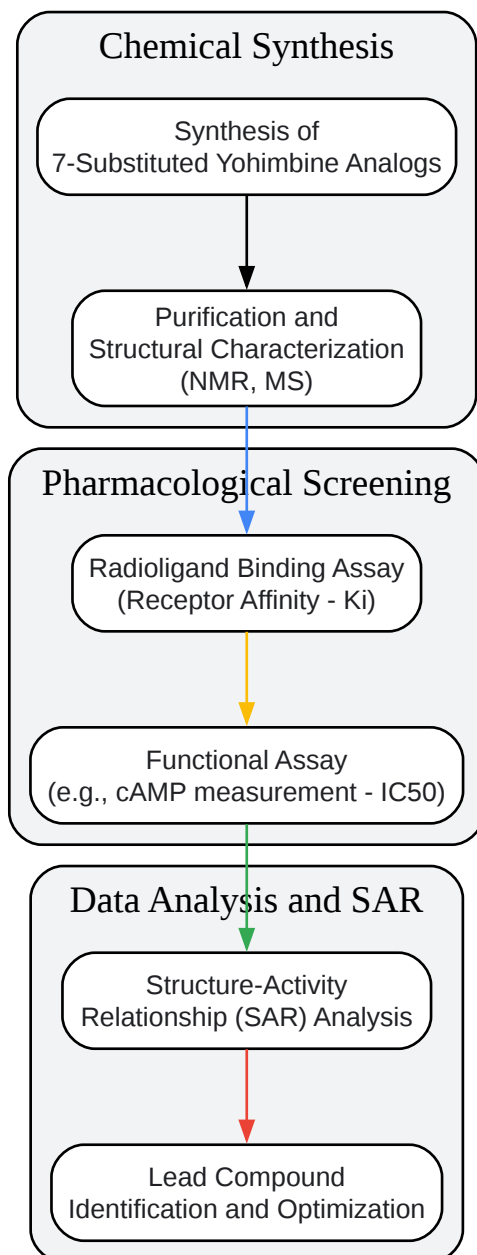 Chemical Synthesis
Synthesis of
7-Substituted Yohimbine Analogs
Purification and
Structural Characterization
(NMR, MS)
Pharmacological Screening
Radioligand Binding Assay
(Receptor Affinity - Ki)
Functional Assay
(e.g., cAMP measurement - IC50)
Data Analysis and SAR
Structure-Activity
Relationship (SAR) Analysis
Lead Compound
Identification and Optimization